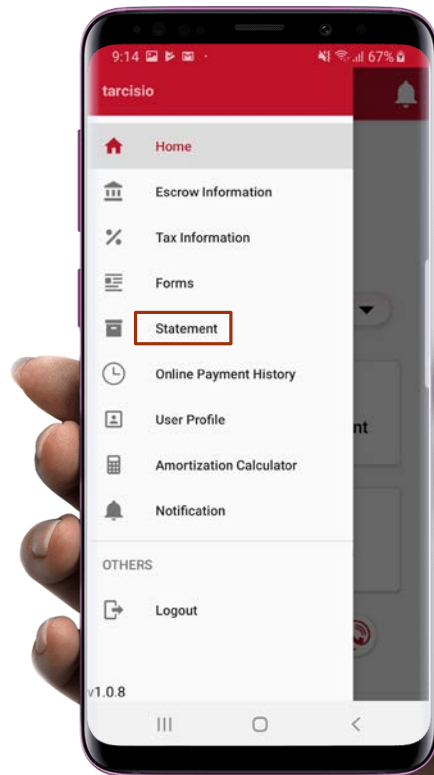 9:14
67%
tarcisio
Home
Escrow Information
Tax Information
Forms
Statement
Online Payment History
User Profile
nt
Amortization Calculator
Notification
OTHERS
Logout
v1.0.8